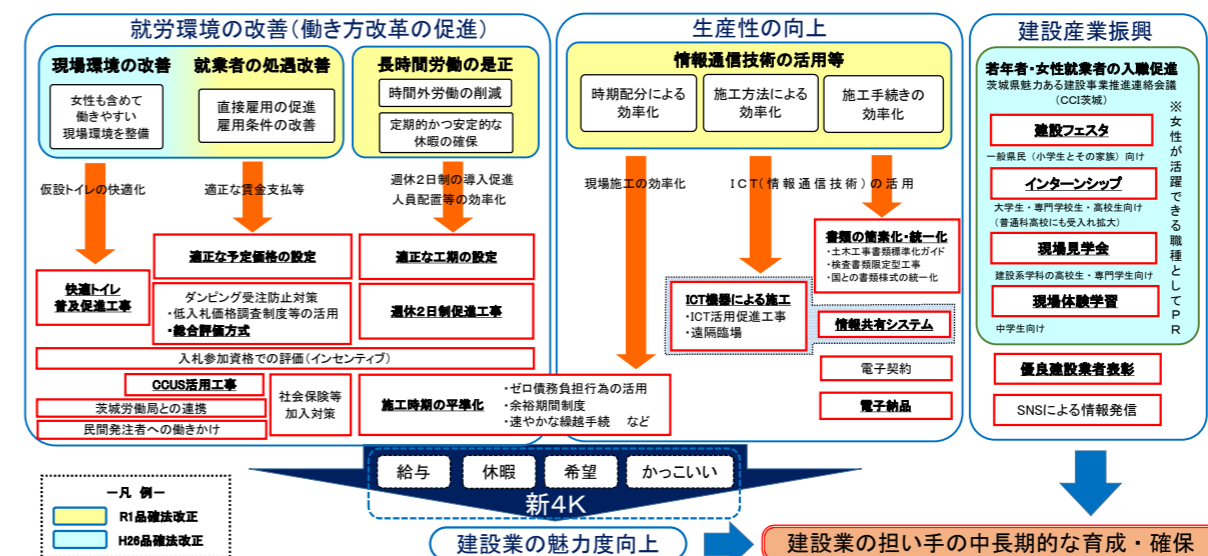 就労環境の改善（働き方改革の促進）
現場環境の改善
就業者の処遇改善
長時間労働の是正
女性も含めて
働きやすい
現場環境を整備
直接雇用の促進
雇用条件の改善
時間外労働の削減
定期的かつ安定的な
休暇の確保
仮設トイレの快適化
適正な賃金支払等
週休２日制の導入促進
人員配置等の効率化
快適トイレ
普及促進工事
適正な予定価格の設定
ダンピング受注防止対策
・低入札価格調査制度等の活用
・総合評価方式
適正な工期の設定
週休２日制促進工事
入札参加資格での評価（インセンティブ）
CCUS活用工事
茨城労働局との連携
民間発注者への働きかけ
社会保険等
加入対策
施工時期の平準化
・ゼロ債務負担行為の活用
・余裕期間制度
・速やかな繰越手続　など
生産性の向上
情報通信技術の活用等
時期配分による
効率化
施工方法による
効率化
施工手続きの
効率化
現場施工の効率化
ICT（情報通信技術）の活用
書類の簡素化・統一化
・土木工事書類標準化ガイド
・検査書類限定型工事
・国との書類様式の統一化
ICT機器による施工
・ICT活用促進工事
・遠隔臨場
情報共有システム
電子契約
電子納品
建設産業振興
若年者・女性就業者の入職促進
茨城県魅力ある建設事業推進連絡会議
（CCI茨城）
建設フェスタ
一般県民（小学生とその家族）向け
インターンシップ
大学生・専門学校生・高校生向け
（普通科高校にも受入れ拡大）
現場見学会
建設系学科の高校生・専門学生向け
現場体験学習
中学生向け
※女性が活躍できる職種としてPR
優良建設業者表彰
SNSによる情報発信
給与
休暇
希望
かっこいい
新４K
－凡 例－
R1品確法改正
H26品確法改正
建設業の魅力度向上
建設業の担い手の中長期的な育成・確保